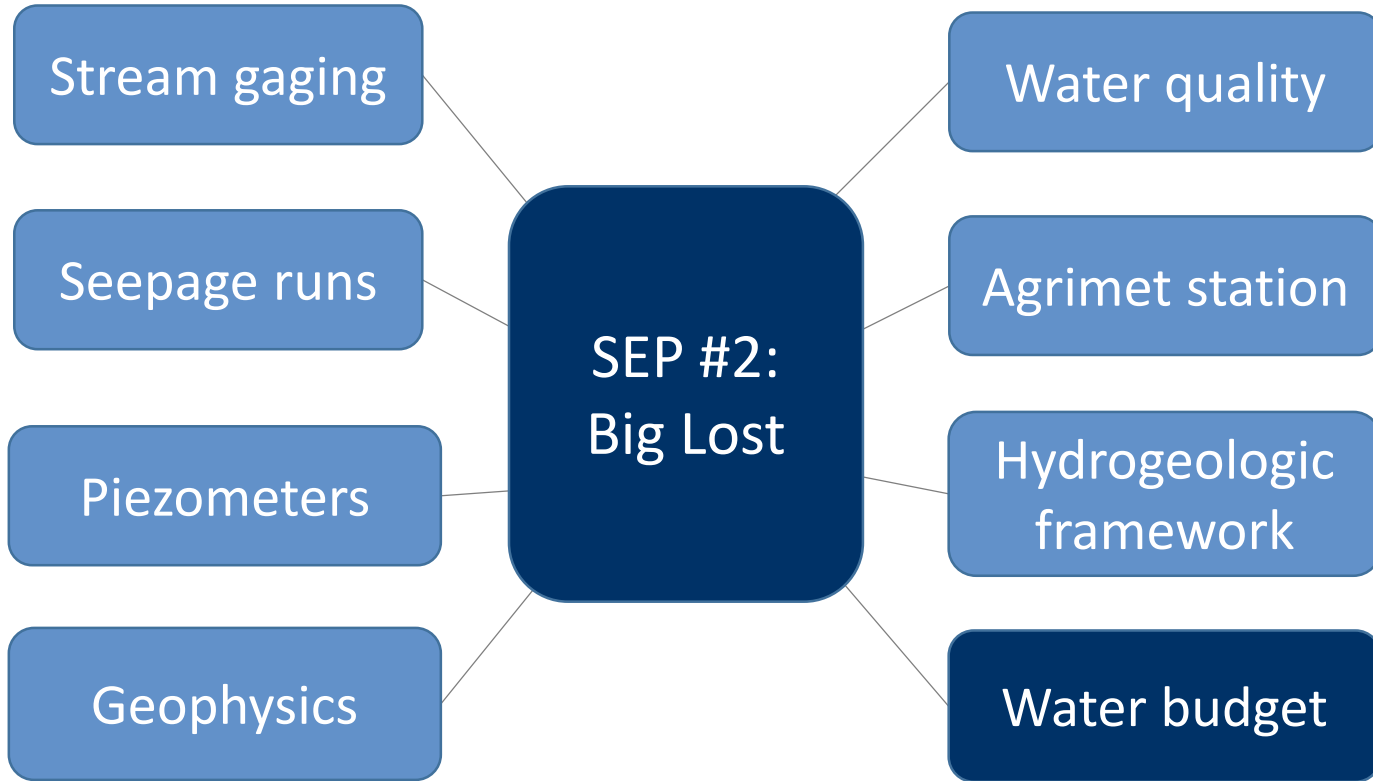 Stream gaging
Seepage runs
Piezometers
Geophysics
SEP #2:
Big Lost
Water quality
Agrimet station
Hydrogeologic
framework
Water budget